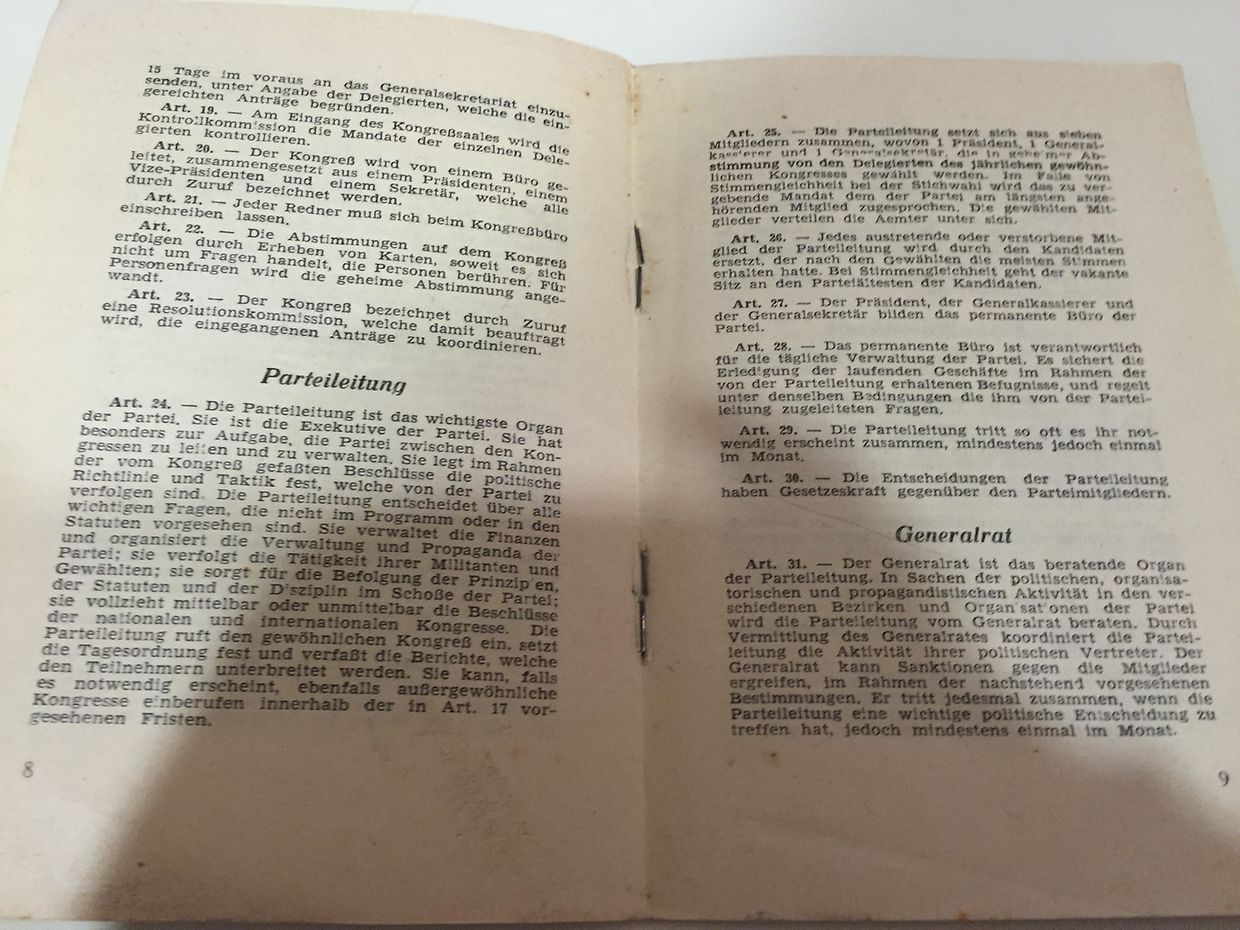 15 Tage im voraus an das Generalsekretariat einzu-
senden, unter Angabe der Delegierten, welche die ein-
gereichten Anträge begründen.
Art. 19. — Am Eingang des Kongreßsaales wird die
Kontrollkommission die Mandate der einzelnen Dele-
gierten kontrollieren.
Art. 20. — Der Kongreß wird von einem Büro ge-
leitet, zusammengesetzt aus einem Präsidenten, einem
Vize-Präsidenten und einem Sekretär, welche alle
durch Zuruf bezeichnet werden.
Art. 21. — Jeder Redner muß sich beim Kongreßbüro
einschreiben lassen.
Art. 22. — Die Abstimmungen auf dem Kongreß
erfolgen durch Erheben von Karten, soweit es sich
nicht um Fragen handelt, die Personen berühren. Für
Personenfragen wird die geheime Abstimmung ange-
wandt.
Art. 23. — Der Kongreß bezeichnet durch Zuruf
eine Resolutionskommission, welche damit beauftragt
wird, die eingegangenen Anträge zu koordinieren.
Parteileitung
Art. 24. — Die Parteileitung ist das wichtigste Organ
der Partei. Sie ist die Exekutive der Partei. Sie hat
besonders zur Aufgabe, die Partei zwischen den Kon-
gressen zu leiten und zu verwalten. Sie legt im Rahmen
der vom Kongreß gefaßten Beschlüsse die politische
Richtlinie und Taktik fest, welche von der Partei zu
verfolgen sind. Die Parteileitung entscheidet über alle
wichtigen Fragen, die nicht im Programm oder in den
Statuten vorgesehen sind. Sie verwaltet die Finanzen
und organisiert die Verwaltung und Propaganda der
Partei; sie verfolgt die Tätigkeit ihrer Militanten und
Gewählten; sie sorgt für die Befolgung der Prinzipien,
der Statuten und der Disziplin im Schoße der Partei;
sie vollzieht mittelbar oder unmittelbar die Beschlüsse
der nationalen und internationalen Kongresse. Die
Parteileitung ruft den gewöhnlichen Kongreß ein, setzt
die Tagesordnung fest und verfaßt die Berichte, welche
den Teilnehmern unterbreitet werden. Sie kann, falls
es notwendig erscheint, ebenfalls außergewöhnliche
Kongresse einberufen innerhalb der in Art. 17 vor-
gesehenen Fristen.
8
Art. 25. — Die Parteileitung setzt sich aus sieben
Mitgliedern zusammen, wovon 1 Präsident, 1 General-
kassierer und 1 Generalsekretär, die in geheimer Ab-
stimmung von den Delegierten des jährlichen gewöhn-
lichen Kongresses gewählt werden. Im Falle von
Stimmengleichheit bei der Stichwahl wird das zu ver-
gebende Mandat dem der Partei am längsten ange-
hörenden Mitglied zugesprochen. Die gewählten Mit-
glieder verteilen die Aemter unter sich.
Art. 26. — Jedes austretende oder verstorbene Mit-
glied der Parteileitung wird durch den Kandidaten
ersetzt, der nach den Gewählten die meisten Stimmen
erhalten hatte. Bei Stimmengleichheit geht der vakante
Sitz an den Parteiältesten der Kandidaten.
Art. 27. — Der Präsident, der Generalkassierer und
der Generalsekretär bilden das permanente Büro der
Partei.
Art. 28. — Das permanente Büro ist verantwortlich
für die tägliche Verwaltung der Partei. Es sichert die
Erledigung der laufenden Geschäfte im Rahmen der
von der Parteileitung erhaltenen Befugnisse, und regelt
unter denselben Bedingungen die ihm von der Partei-
leitung zugeleiteten Fragen.
Art. 29. — Die Parteileitung tritt so oft es ihr not-
wendig erscheint zusammen, mindestens jedoch einmal
im Monat.
Art. 30. — Die Entscheidungen der Parteileitung
haben Gesetzeskraft gegenüber den Parteimitgliedern.
Generalrat
Art. 31. — Der Generalrat ist das beratende Organ
der Parteileitung. In Sachen der politischen, organisa-
torischen und propagandistischen Aktivität in den ver-
schiedenen Bezirken und Organisationen der Partei
wird die Parteileitung vom Generalrat beraten. Durch
Vermittlung des Generalrates koordiniert die Partei-
leitung die Aktivität ihrer politischen Vertreter. Der
Generalrat kann Sanktionen gegen die Mitglieder
ergreifen, im Rahmen der nachstehend vorgesehenen
Bestimmungen. Er tritt jedesmal zusammen, wenn die
Parteileitung eine wichtige politische Entscheidung zu
treffen hat, jedoch mindestens einmal im Monat.
9